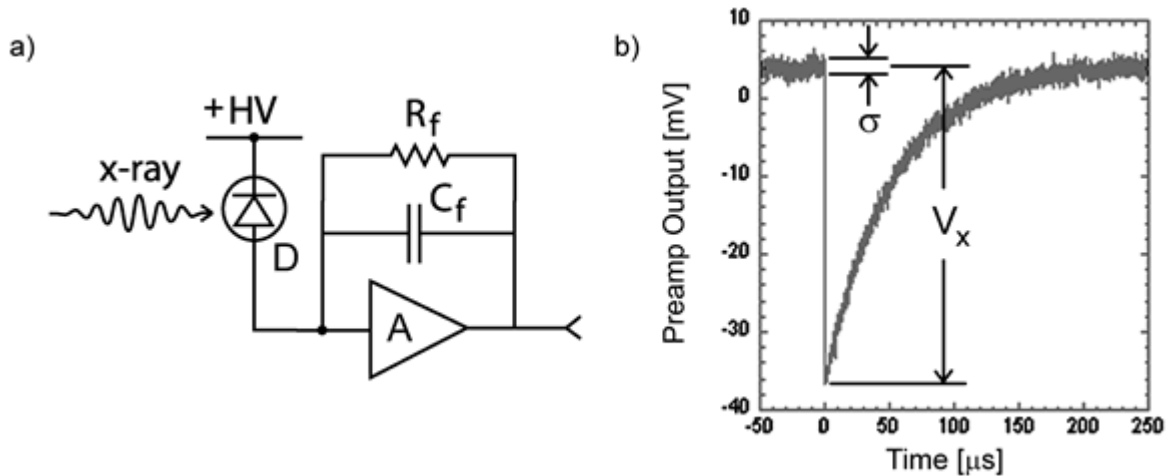 a)
+HV
x-ray
D
R_f
C_f
A
b)
Preamp Output [mV]
10
0
-10
-20
-30
-40
σ
V_x
-50 0 50 100 150 200 250
Time [μs]